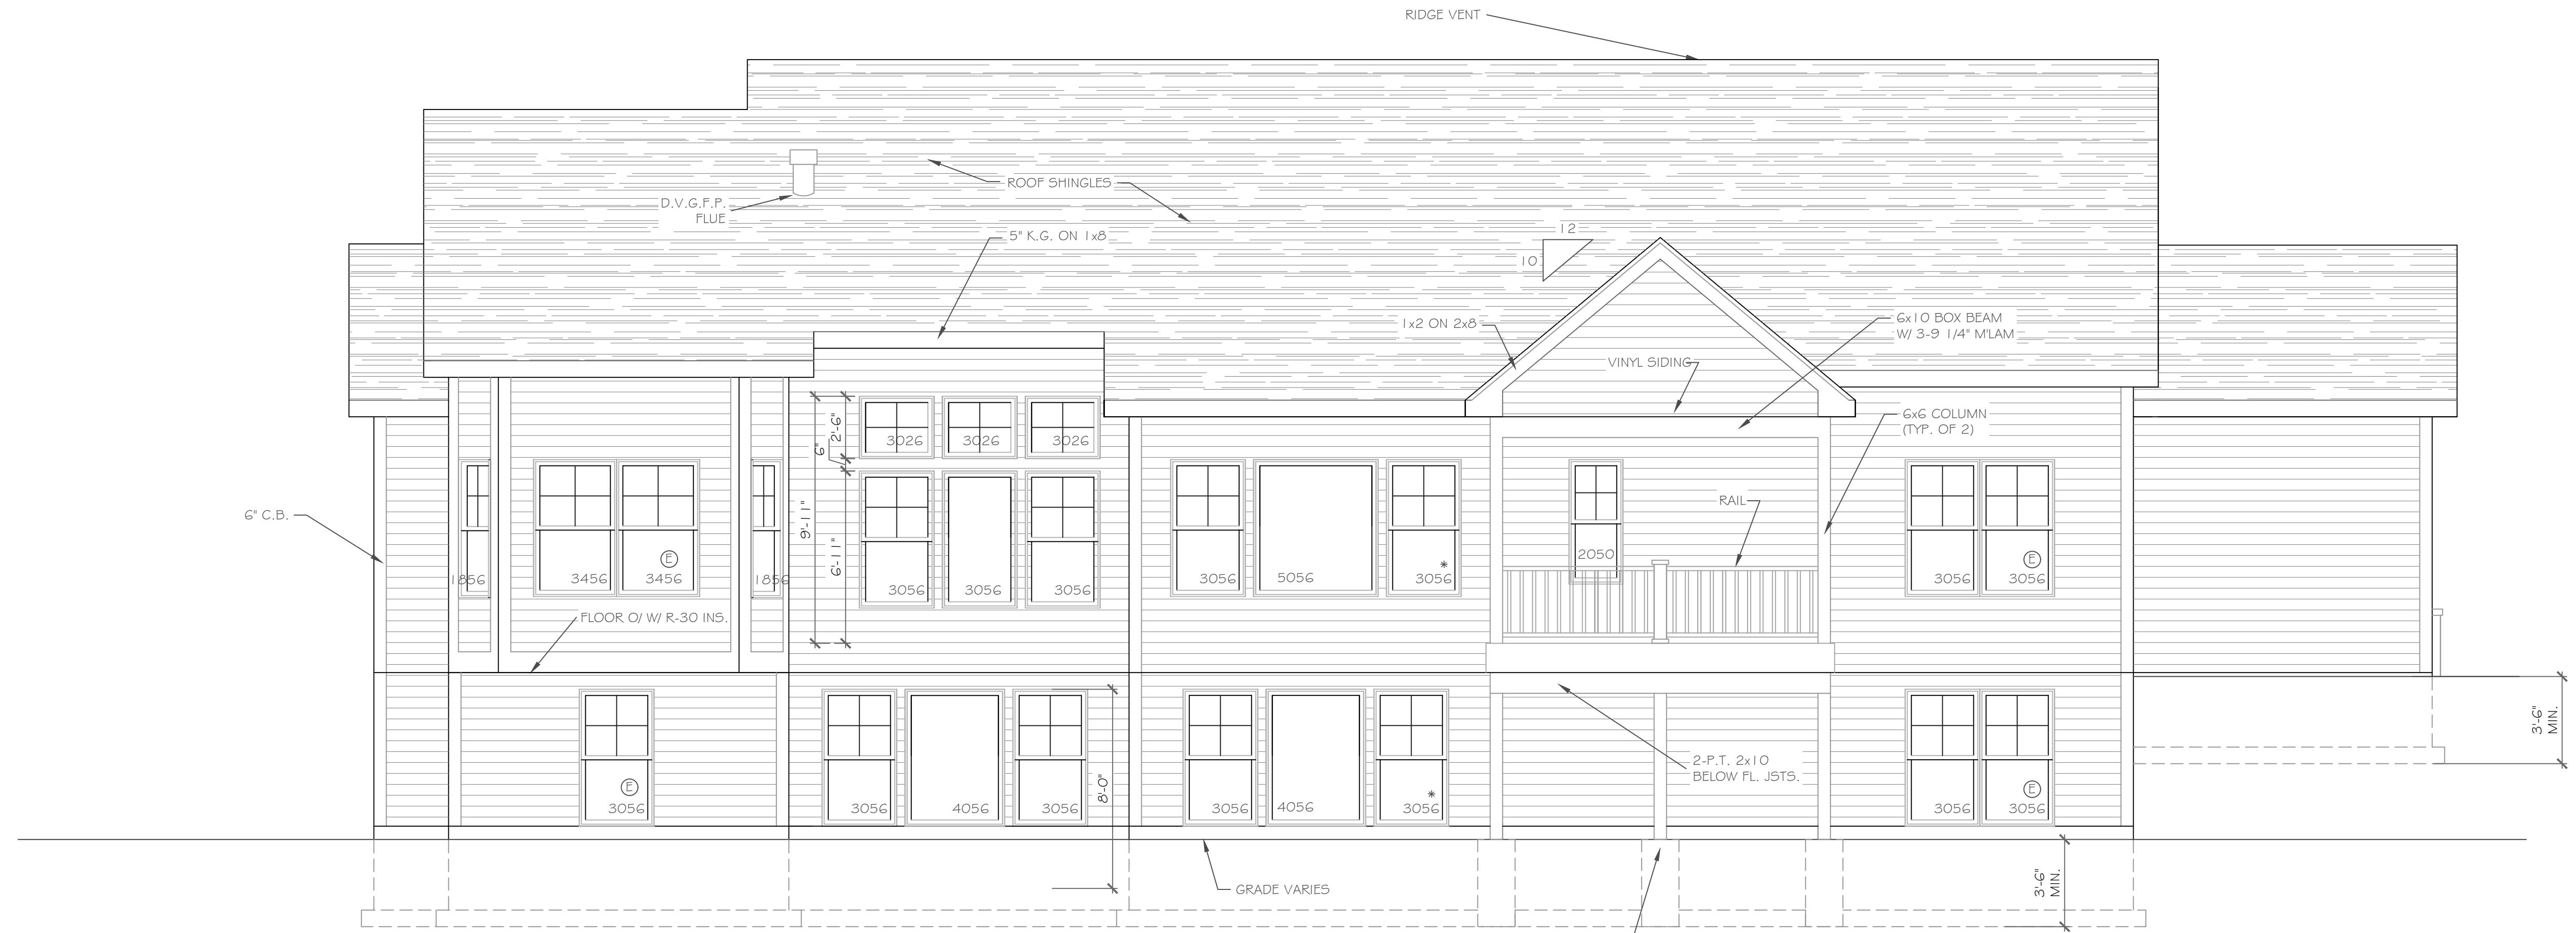 RIDGE VENT
ROOF SHINGLES
D.V.G.F.P.
FLUE
12
5" K.G. ON 1x8
10
1x2 ON 2x8
6x10 BOX BEAM
W/ 3-9 1/4" M'LAM
VINYL SIDING
6x6 COLUMN
(TYP. OF 2)
2'-6"
6"
3026
3026
3026
9'-11"
6'-11"
RAIL
6" C.B.
1856
3456
E
3456
1856
3056
3056
3056
3056
5056
*
3056
2050
3056
E
3056
FLOOR O/ W/ R-30 INS.
3'-6"
MIN.
2-P.T. 2x10
BELOW FL. JSTS.
8'-0"
E
3056
3056
4056
3056
3056
4056
*
3056
3056
E
3056
GRADE VARIES
3'-6"
MIN.